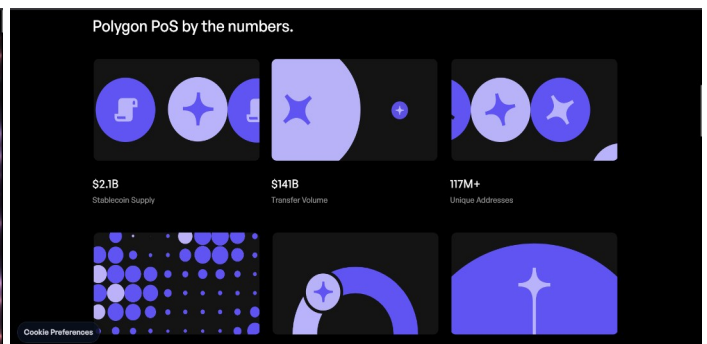 Polygon PoS by the numbers.
$2.1B
Stablecoin Supply
$141B
Transfer Volume
117M+
Unique Addresses
Cookie Preferences